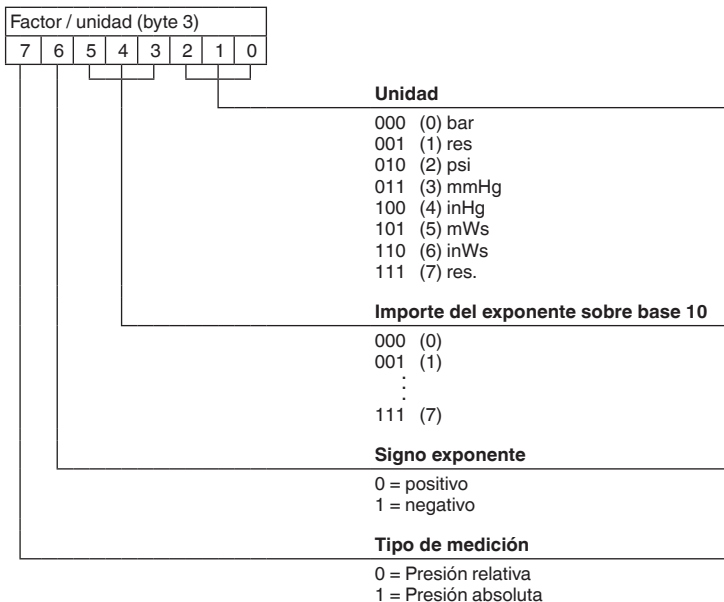 Factor / unidad (byte 3)
7 6 5 4 3 2 1 0
Unidad
000 (0) bar
001 (1) res
010 (2) psi
011 (3) mmHg
100 (4) inHg
101 (5) mWs
110 (6) inWs
111 (7) res.
Importe del exponente sobre base 10
000 (0)
001 (1)
.
.
.
111 (7)
Signo exponente
0 = positivo
1 = negativo
Tipo de medición
0 = Presión relativa
1 = Presión absoluta